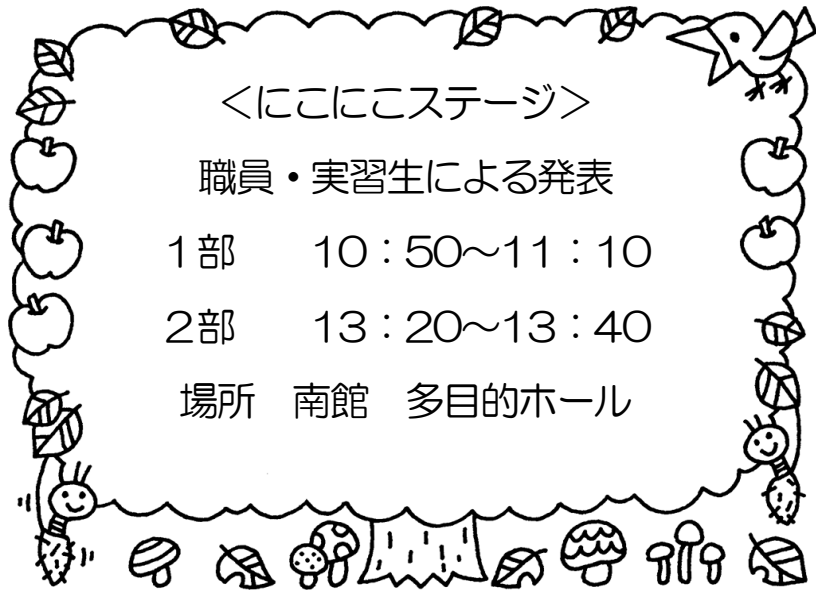 ＜にこにこステージ＞
職員・実習生による発表
1部　10：50～11：10
2部　13：20～13：40
場所　南館　多目的ホール